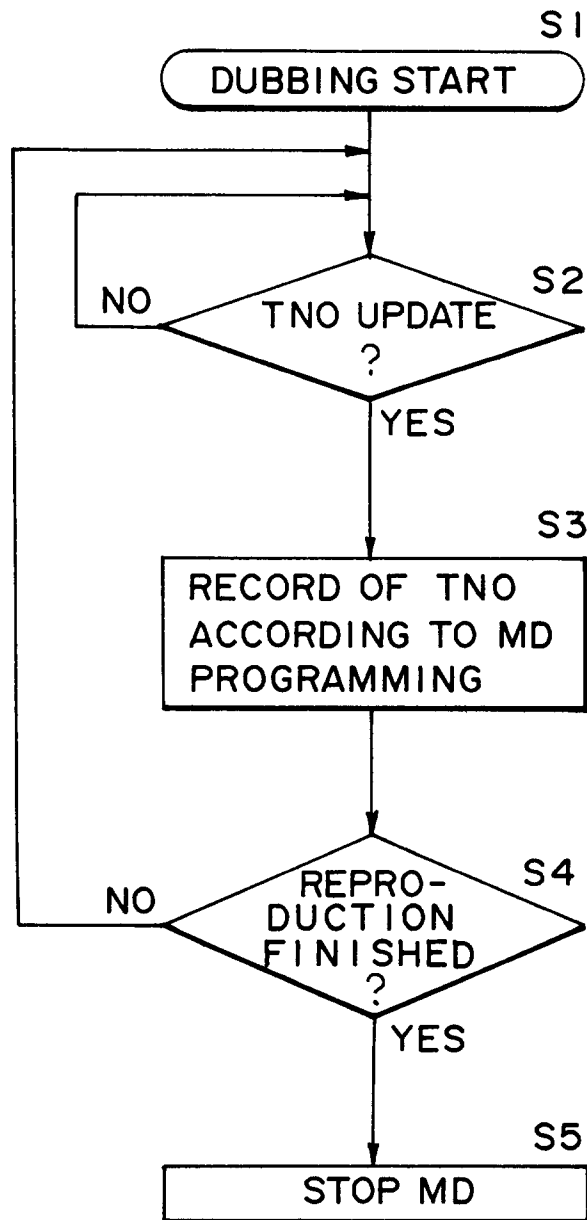 S1
DUBBING START
S2
NO
TNO UPDATE
?
YES
S3
RECORD OF TNO
ACCORDING TO MD
PROGRAMMING
S4
NO
REPRO-
DUCTION
FINISHED
?
YES
S5
STOP MD